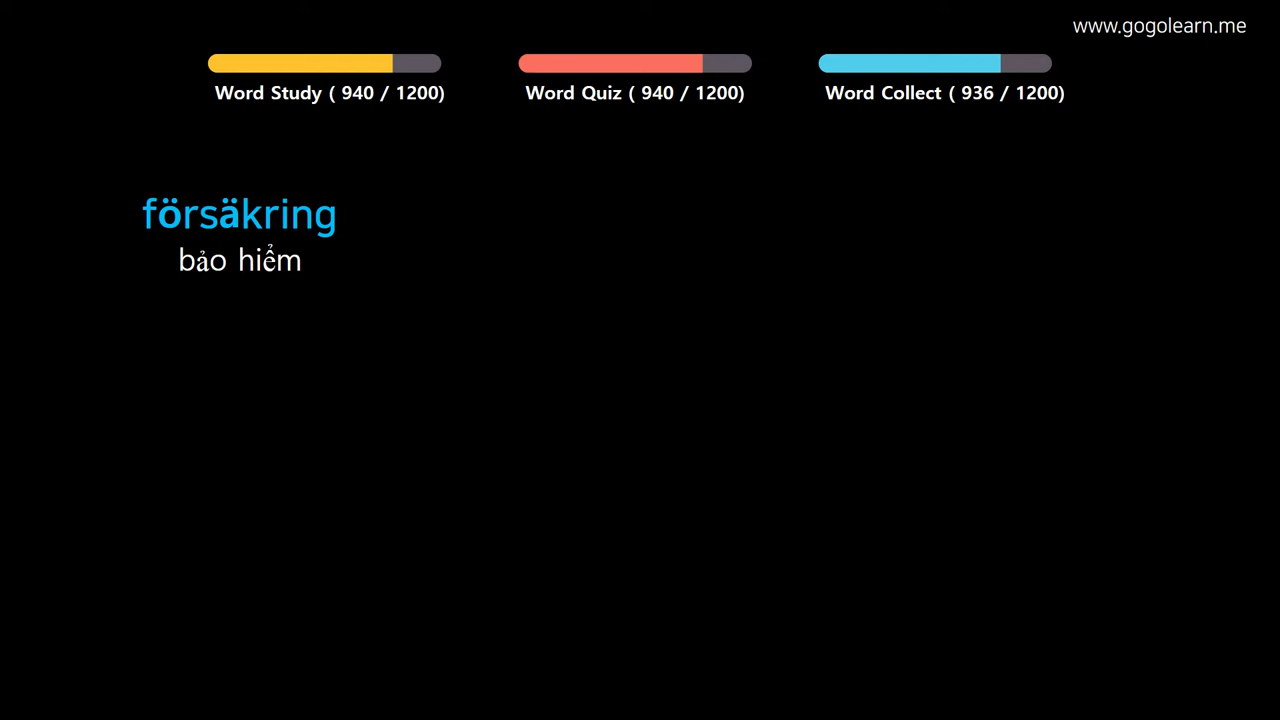 www.gogolearn.me
Word Study ( 940 / 1200)
Word Quiz ( 940 / 1200)
Word Collect ( 936 / 1200)
försäkring
bảo hiểm